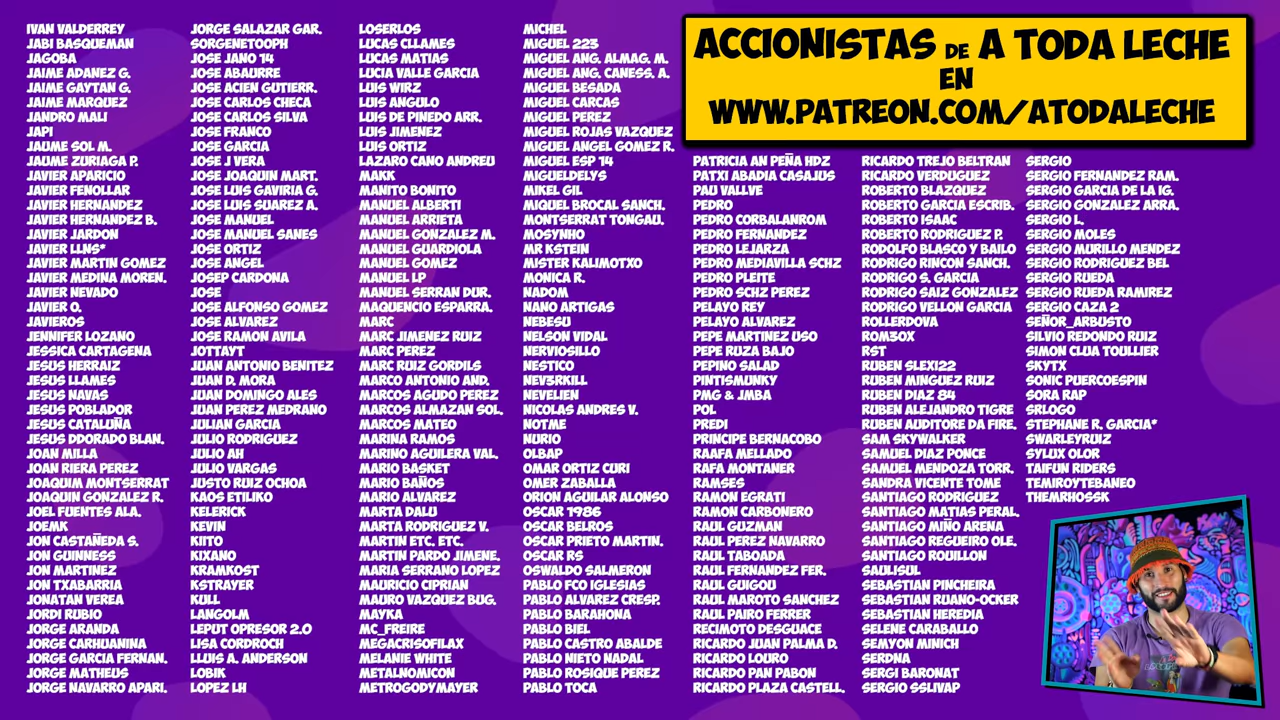 IVAN VALDERREY
JABI BASQUEMAN
JAGOBA
JAIME ADANEZ G.
JAIME GAYTAN G.
JAIME MARQUEZ
JANDRO MALI
JAPI
JAUME SOL M.
JAUME ZURIAGA P.
JAVIER APARICIO
JAVIER FENOLLAR
JAVIER HERNANDEZ
JAVIER HERNANDEZ B.
JAVIER JARDON
JAVIER LLNS*
JAVIER MARTIN GOMEZ
JAVIER MEDINA MOREN.
JAVIER NEVADO
JAVIER O.
JAVIEROS
JENNIFER LOZANO
JESSICA CARTAGENA
JESUS HERRAIZ
JESUS LLAMES
JESUS NAVAS
JESUS POBLADOR
JESUS CATALUÑA
JESUS DDORADO BLAN.
JOAN MILLA
JOAN RIERA PEREZ
JOAQUIM MONTSERRAT
JOAQUIN GONZALEZ R.
JOEL FUENTES ALA.
JOEMK
JON CASTAÑEDA S.
JON GUINNESS
JON MARTINEZ
JON TXABARRIA
JONATAN VEREA
JORDI RUBIO
JORGE ARANDA
JORGE CARHUANINA
JORGE GARCIA FERNAN.
JORGE MATHEUS
JORGE NAVARRO APARI.
JORGE SALAZAR GAR.
SORGENETOOPH
JOSE JANO 14
JOSE ABAURRE
JOSE ACIEN GUTIERR.
JOSE CARLOS CHECA
JOSE CARLOS SILVA
JOSE FRANCO
JOSE GARCIA
JOSE J VERA
JOSE JOAQUIN MART.
JOSE LUIS GAVIRIA G.
JOSE LUIS SUAREZ A.
JOSE MANUEL
JOSE MANUEL SANES
JOSE ORTIZ
JOSE ANGEL
JOSEP CARDONA
JOSE
JOSE ALFONSO GOMEZ
JOSE ALVAREZ
JOSE RAMON AVILA
JOTTAYT
JUAN ANTONIO BENITEZ
JUAN D. MORA
JUAN DOMINGO ALES
JUAN PEREZ MEDRANO
JULIAN GARCIA
JULIO RODRIGUEZ
JULIO AH
JULIO VARGAS
JUSTO RUIZ OCHOA
KAOS ETILIKO
KELERICK
KEVIN
KIITO
KIXANO
KRAMKOST
KSTRAYER
KULL
LANGOLM
LEPUT OPRESOR 2.0
LISA CORDROCH
LLUIS A. ANDERSON
LOBIK
LOPEZ LH
LOSERLOS
LUCAS CLLAMES
LUCAS MATIAS
LUCIA VALLE GARCIA
LUIS WIRZ
LUIS ANGULO
LUIS DE PINEDO ARR.
LUIS JIMENEZ
LUIS ORTIZ
LAZARO CANO ANDREU
MAKK
MANITO BONITO
MANUEL ALBERTI
MANUEL ARRIETA
MANUEL GONZALEZ M.
MANUEL GUARDIOLA
MANUEL GOMEZ
MANUEL LP
MANUEL SERRAN DUR.
MAQUENCIO ESPARRA.
MARC
MARC JIMENEZ RUIZ
MARC PEREZ
MARC RUIZ GORDILS
MARCO ANTONIO AND.
MARCOS AGUDO PEREZ
MARCOS ALMAZAN SOL.
MARCOS MATEO
MARINA RAMOS
MARINO AGUILERA VAL.
MARIO BASKET
MARIO BAÑOS
MARIO ALVAREZ
MARTA DALU
MARTA RODRIGUEZ V.
MARTIN ETC. ETC.
MARTIN PARDO JIMENE.
MARIA SERRANO LOPEZ
MAURICIO CIPRIAN
MAURO VAZQUEZ BUG.
MAYKA
MC_FREIRE
MEGACRISOFILAX
MELANIE WHITE
METALNOMICON
METROGODYMAYER
MICHEL
MIGUEL 223
MIGUEL ANG. ALMAG. M.
MIGUEL ANG. CANESS. A.
MIGUEL BESADA
MIGUEL CARCAS
MIGUEL PEREZ
MIGUEL ROJAS VAZQUEZ
MIGUEL ANGEL GOMEZ R.
MIGUEL ESP 14
MIGUELDELYS
MIKEL GIL
MIQUEL BROCAL SANCH.
MONTSERRAT TONGAU.
MOSYNHO
MR KSTEIN
MISTER KALIMOTXO
MONICA R.
NADOM
NANO ARTIGAS
NEBESU
NELSON VIDAL
NERVIOSILLO
NESTICO
NEV3RKILL
NEVELIEN
NICOLAS ANDRES V.
NOTME
NURIO
OLBAP
OMAR ORTIZ CURI
OMER ZABALLA
ORION AGUILAR ALONSO
OSCAR 1986
OSCAR BELROS
OSCAR PRIETO MARTIN.
OSCAR RS
OSWALDO SALMERON
PABLO FCO IGLESIAS
PABLO ALVAREZ CRESP.
PABLO BARAHONA
PABLO BIEL
PABLO CASTRO ABALDE
PABLO NIETO NADAL
PABLO ROSIQUE PEREZ
PABLO TOCA
ACCIONISTAS DE A TODA LECHE
EN
WWW.PATREON.COM/ATODALECHE
PATRICIA AN PEÑA HDZ
PATXI ABADIA CASAJUS
PAU VALLVE
PEDRO
PEDRO CORBALANROM
PEDRO FERNANDEZ
PEDRO LEJARZA
PEDRO MEDIAVILLA SCHZ
PEDRO PLEITE
PEDRO SCHZ PEREZ
PELAYO REY
PELAYO ALVAREZ
PEPE MARTINEZ USO
PEPE RUZA BAJO
PEPINO SALAD
PINTISMUNKY
PMG & JMBA
POL
PREDI
PRINCIPE BERNACOBO
RAAFA MELLADO
RAFA MONTANER
RAMSES
RAMON EGRATI
RAMON CARBONERO
RAUL GUZMAN
RAUL PEREZ NAVARRO
RAUL TABOADA
RAUL FERNANDEZ FER.
RAUL GUIGOU
RAUL MAROTO SANCHEZ
RAUL PAIRO FERRER
RECIMOTO DESGUACE
RICARDO JUAN PALMA D.
RICARDO LOURO
RICARDO PAN PABON
RICARDO PLAZA CASTELL.
RICARDO TREJO BELTRAN
RICARDO VERDUGUEZ
ROBERTO BLAZQUEZ
ROBERTO GARCIA ESCRIB.
ROBERTO ISAAC
ROBERTO RODRIGUEZ P.
RODOLFO BLASCO Y BAILO
RODRIGO RINCON SANCH.
RODRIGO S. GARCIA
RODRIGO SAIZ GONZALEZ
RODRIGO VELLON GARCIA
ROLLERDOVA
ROM3OX
RST
RUBEN SLEXI22
RUBEN MINGUEZ RUIZ
RUBEN DIAZ 84
RUBEN ALEJANDRO TIGRE
RUBEN AUDITORE DA FIRE.
SAM SKYWALKER
SAMUEL DIAZ PONCE
SAMUEL MENDOZA TORR.
SANDRA VICENTE TOME
SANTIAGO RODRIGUEZ
SANTIAGO MATIAS PERAL.
SANTIAGO MIÑO ARENA
SANTIAGO REGUEIRO OLE.
SANTIAGO ROUILLON
SAULISUL
SEBASTIAN PINCHEIRA
SEBASTIAN RUANO-OCKER
SEBASTIAN HEREDIA
SELENE CARABALLO
SEMYON MINICH
SERDNA
SERGI BARONAT
SERGIO SSLIVAP
SERGIO
SERGIO FERNANDEZ RAM.
SERGIO GARCIA DE LA IG.
SERGIO GONZALEZ ARRA.
SERGIO L.
SERGIO MOLES
SERGIO MURILLO MENDEZ
SERGIO RODRIGUEZ BEL
SERGIO RUEDA
SERGIO RUEDA RAMIREZ
SERGIO CAZA 2
SEÑOR_ARBUSTO
SILVIO REDONDO RUIZ
SIMON CLUA TOULLIER
SKYTX
SONIC PUERCOESPIN
SORA RAP
SRLOGO
STEPHANE R. GARCIA*
SWARLEYRUIZ
SYLUX OLOR
TAIFUN RIDERS
TEMIROYTEBANEO
THEMRHOSSK